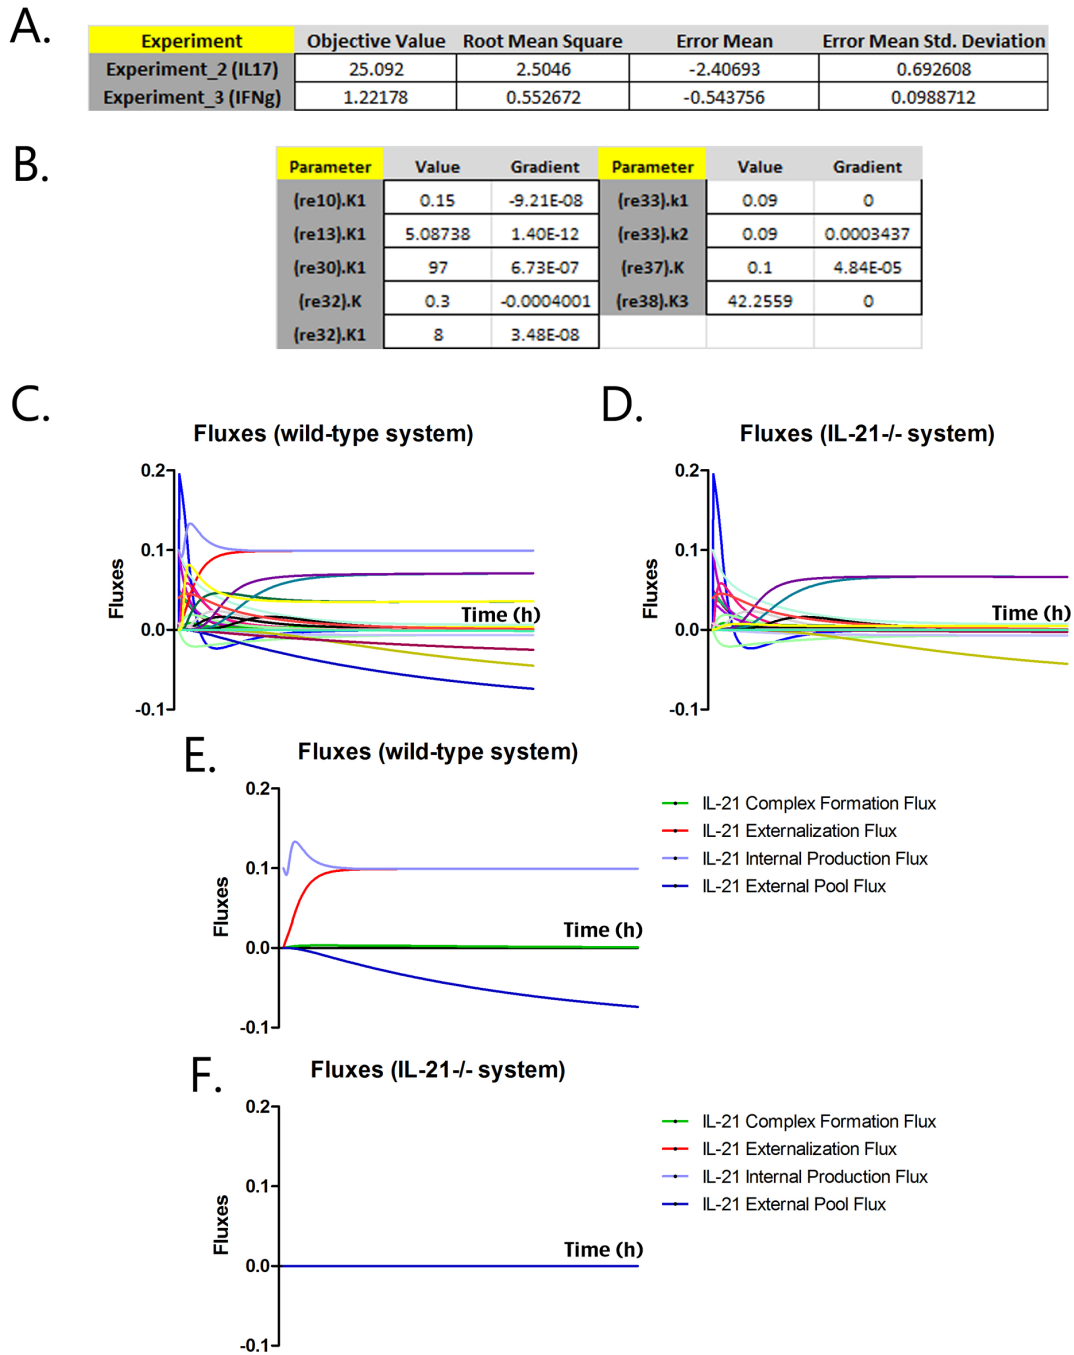 A.
Experiment Objective Value Root Mean Square Error Mean Error Mean Std. Deviation
Experiment_2 (IL17) 25.092 2.5046 -2.40693 0.692608
Experiment_3 (IFNg) 1.22178 0.552672 -0.543756 0.0988712
B.
Parameter Value Gradient Parameter Value Gradient
(re10).K1 0.15 -9.21E-08 (re33).k1 0.09 0
(re13).K1 5.08738 1.40E-12 (re33).k2 0.09 0.0003437
(re30).K1 97 6.73E-07 (re37).K 0.1 4.84E-05
(re32).K 0.3 -0.0004001 (re38).K3 42.2559 0
(re32).K1 8 3.48E-08
C.
Fluxes (wild-type system)
0.2
0.1
0.0
-0.1
Fluxes
Time (h)
D.
Fluxes (IL-21-/- system)
0.2
0.1
0.0
-0.1
Fluxes
Time (h)
E.
Fluxes (wild-type system)
0.2
0.1
0.0
-0.1
Fluxes
Time (h)
IL-21 Complex Formation Flux
IL-21 Externalization Flux
IL-21 Internal Production Flux
IL-21 External Pool Flux
F.
Fluxes (IL-21-/- system)
0.2
0.1
0.0
-0.1
Fluxes
Time (h)
IL-21 Complex Formation Flux
IL-21 Externalization Flux
IL-21 Internal Production Flux
IL-21 External Pool Flux